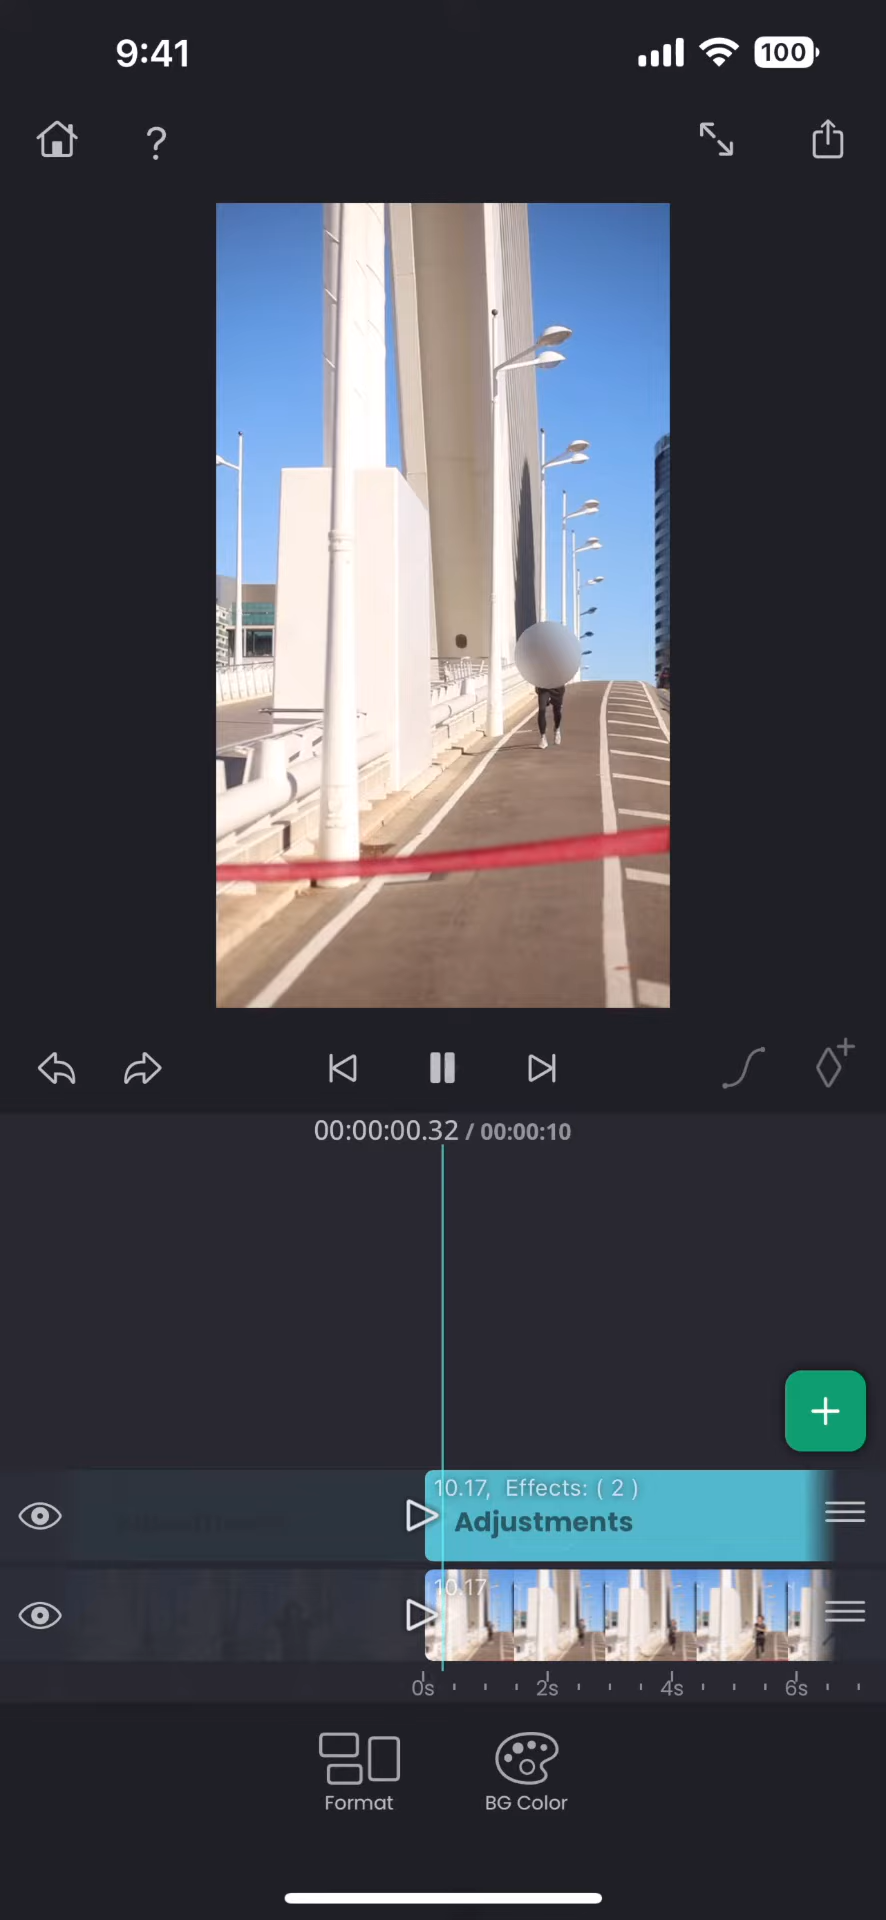 9:41
100
?
00:00:00.32 / 00:00:10
10.17, Effects: ( 2 )
Adjustments
10.17
0s 2s 4s 6s
Format
BG Color